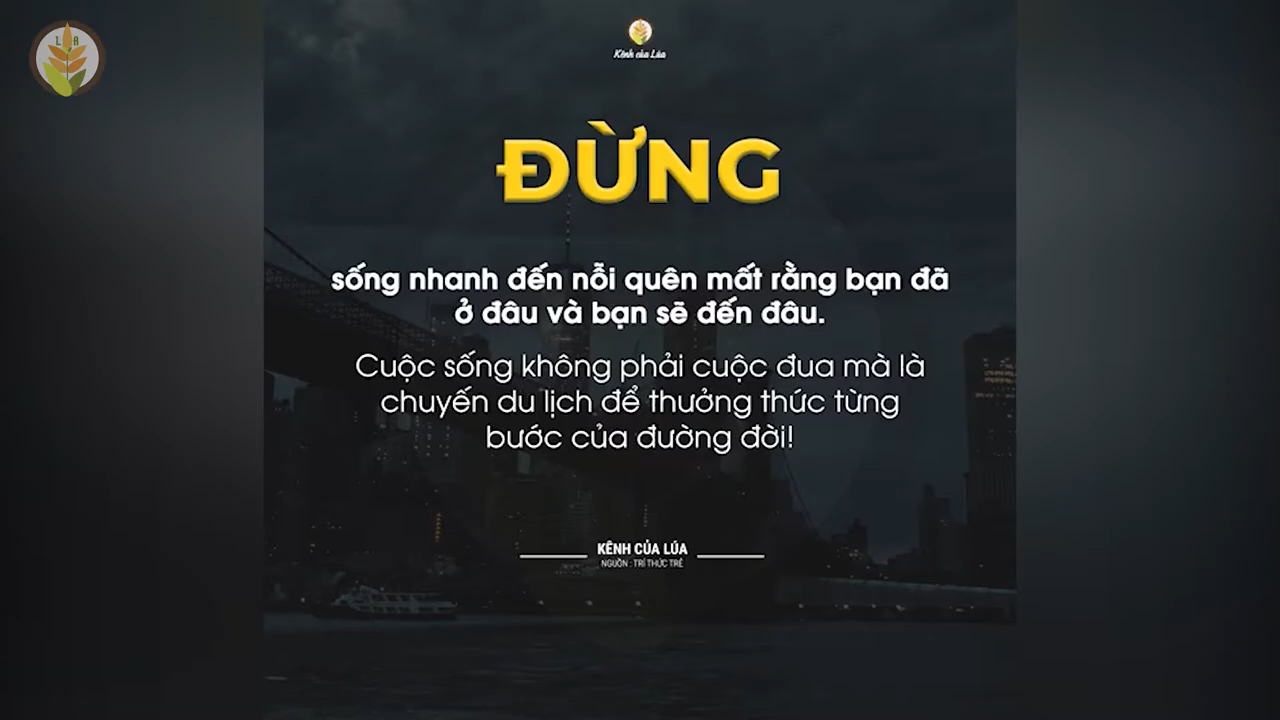 LÚA
Kênh của Lúa
ĐỪNG
sống nhanh đến nỗi quên mất rằng bạn đã
ở đâu và bạn sẽ đến đâu.
Cuộc sống không phải cuộc đua mà là
chuyến du lịch để thưởng thức từng
bước của đường đời!
KÊNH CỦA LÚA
NGUỒN : TRÍ THỨC TRẺ